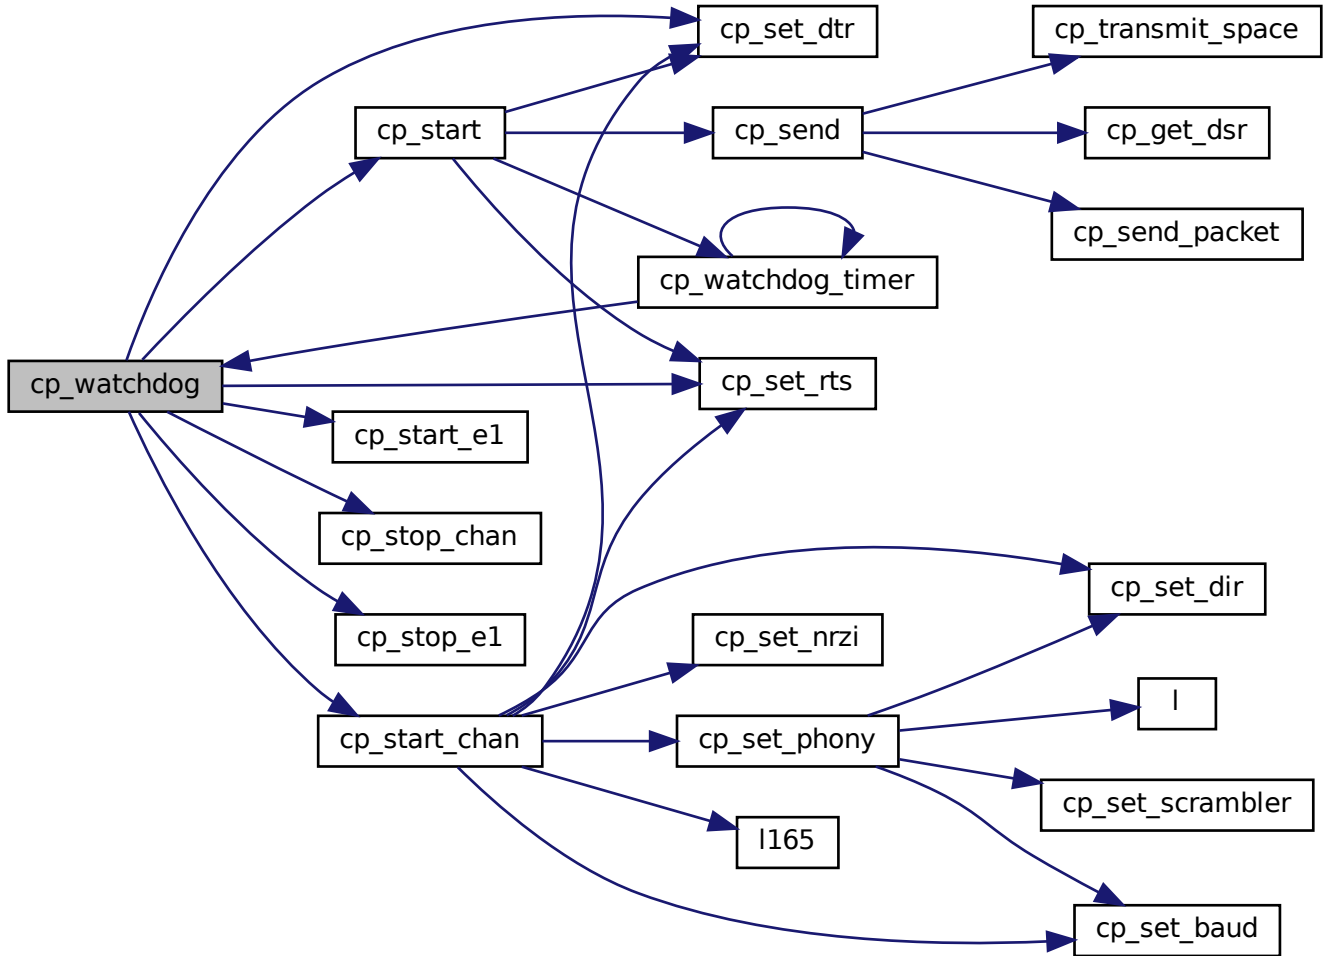 cp_set_dtr
cp_transmit_space
cp_start
cp_send
cp_get_dsr
cp_send_packet
cp_watchdog_timer
cp_watchdog
cp_set_rts
cp_start_e1
cp_stop_chan
cp_set_dir
cp_stop_e1
cp_set_nrzi
l
cp_start_chan
cp_set_phony
cp_set_scrambler
l165
cp_set_baud